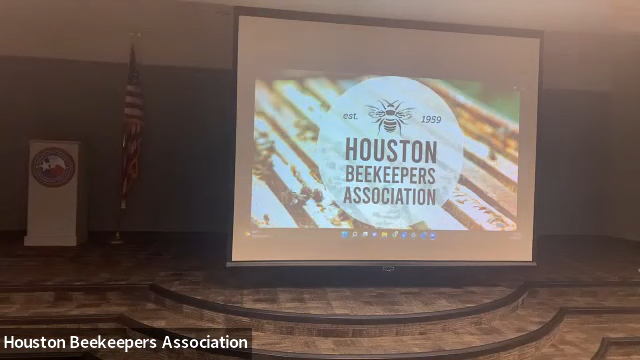 est. 1959
HOUSTON
BEEKEEPERS
ASSOCIATION
Houston Beekeepers Association